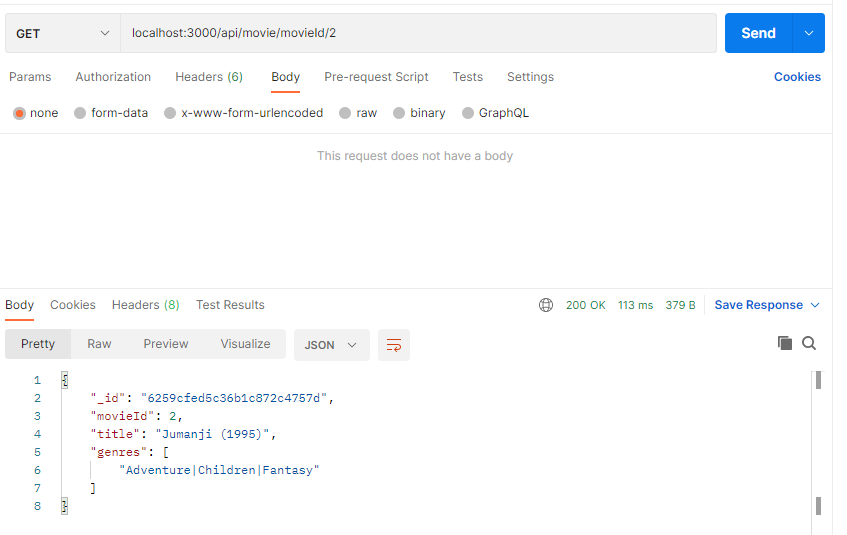 GET localhost:3000/api/movie/movieId/2 Send
Params Authorization Headers (6) Body Pre-request Script Tests Settings Cookies
none form-data x-www-form-urlencoded raw binary GraphQL
This request does not have a body
Body Cookies Headers (8) Test Results 200 OK 113 ms 379 B Save Response
Pretty Raw Preview Visualize JSON
1 {
2 "_id": "6259cfed5c36b1c872c4757d",
3 "movieId": 2,
4 "title": "Jumanji (1995)",
5 "genres": [
6 "Adventure|Children|Fantasy"
7 ]
8 }